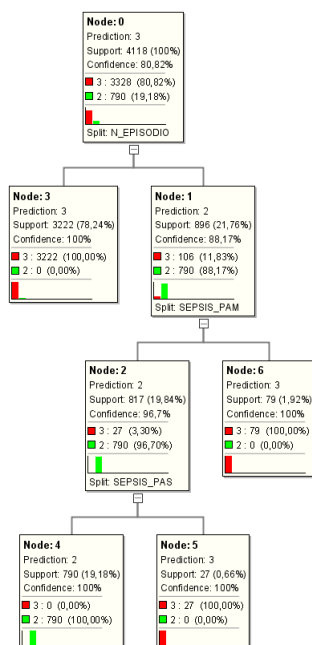 Node: 0
Prediction: 3
Support: 4118 (100%)
Confidence: 80,82%
3 : 3328 (80,82%)
2 : 790 (19,18%)
Split: N_EPISODIO
Node: 3
Prediction: 3
Support: 3222 (78,24%)
Confidence: 100%
3 : 3222 (100,00%)
2 : 0 (0,00%)
Node: 1
Prediction: 2
Support: 896 (21,76%)
Confidence: 88,17%
3 : 106 (11,83%)
2 : 790 (88,17%)
Split: SEPSIS_PAM
Node: 2
Prediction: 2
Support: 817 (19,84%)
Confidence: 96,7%
3 : 27 (3,30%)
2 : 790 (96,70%)
Split: SEPSIS_PAS
Node: 6
Prediction: 3
Support: 79 (1,92%)
Confidence: 100%
3 : 79 (100,00%)
2 : 0 (0,00%)
Node: 4
Prediction: 2
Support: 790 (19,18%)
Confidence: 100%
3 : 0 (0,00%)
2 : 790 (100,00%)
Node: 5
Prediction: 3
Support: 27 (0,66%)
Confidence: 100%
3 : 27 (100,00%)
2 : 0 (0,00%)